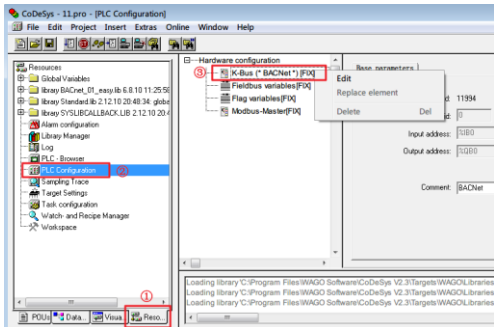 CoDeSys - 11.pro - [PLC Configuration]
File Edit Project Insert Extras Online Window Help
Resources
Global Variables
library BACnet_01_easy.lib 6.8.10 11:25:58
library Standard.lib 2.12.10 20:48:34: globa
library SYSLIBCALLBACK.LIB 2.12.10 20:4
Alarm configuration
Library Manager
Log
PLC - Browser
PLC Configuration
②
Sampling Trace
Target Settings
Task configuration
Watch- and Recipe Manager
Workspace
①
POUs
Data...
Visua...
Reso...
Hardware configuration
③
K-Bus (* BACNet *) [FIX]
Fieldbus variables[FIX]
Flag variables[FIX]
Modbus-Master[FIX]
Edit
Replace element
Delete Del
Base parameters
11994
0
Input address: %IB0
Output address: %QB0
Comment: BACNet
Loading library 'C:\Program Files\WAGO Software\CoDeSys V2.3\Targets\WAGO\Libraries
Loading library 'C:\Program Files\WAGO Software\CoDeSys V2.3\Targets\WAGO\Libraries
Loading library 'C:\Program Files\WAGO Software\CoDeSys V2.3\Targets\WAGO\Libraries